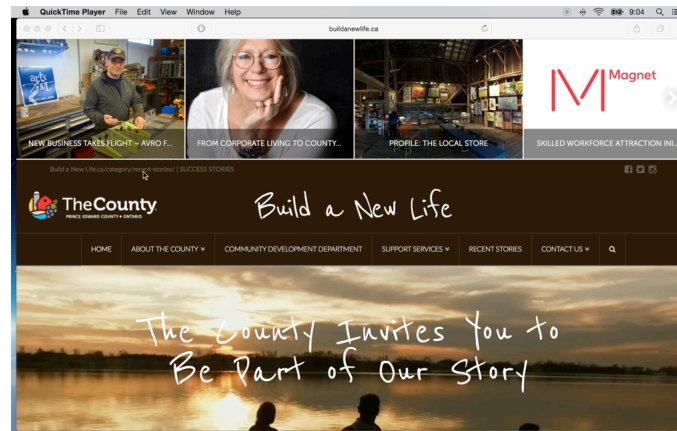 QuickTime Player File Edit View Window Help 9:04
buildanewlife.ca
arts
NEW BUSINESS TAKES FLIGHT – AVRO F...
FROM CORPORATE LIVING TO COUNTY...
PROFILE: THE LOCAL STORE
Magnet
SKILLED WORKFORCE ATTRACTION INI...
Build a New Life.ca/category/recent-stories/ | SUCCESS STORIES
TheCounty
PRINCE EDWARD COUNTY • ONTARIO
Build a New Life
HOME ABOUT THE COUNTY COMMUNITY DEVELOPMENT DEPARTMENT SUPPORT SERVICES RECENT STORIES CONTACT US
The County Invites You to
Be Part of Our Story